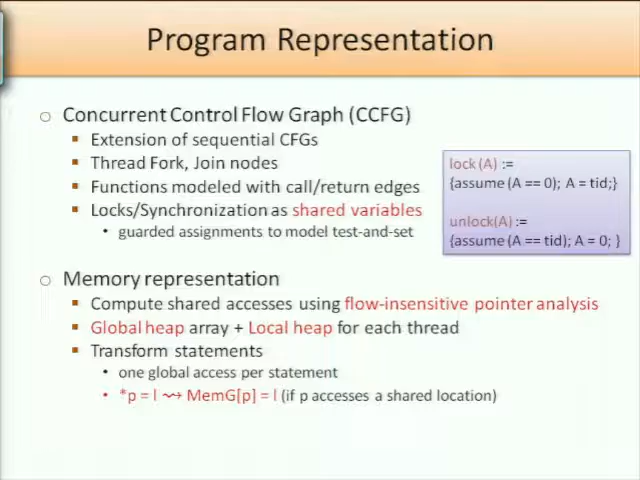 Program Representation
Concurrent Control Flow Graph (CCFG)
Extension of sequential CFGs
Thread Fork, Join nodes
Functions modeled with call/return edges
Locks/Synchronization as shared variables
guarded assignments to model test-and-set
lock (A) :=
{assume (A == 0); A = tid;}
unlock(A) :=
{assume (A == tid); A = 0; }
Memory representation
Compute shared accesses using flow-insensitive pointer analysis
Global heap array + Local heap for each thread
Transform statements
one global access per statement
*p = l ⤳ MemG[p] = l (if p accesses a shared location)